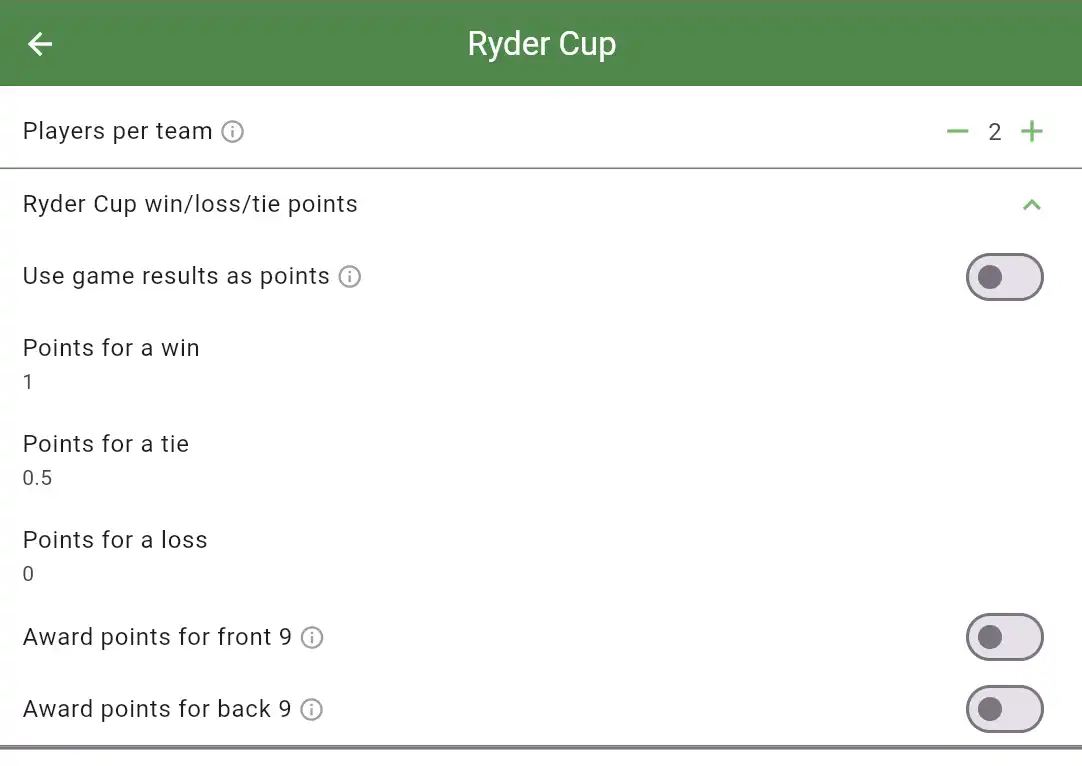 Ryder Cup
Players per team
2
Ryder Cup win/loss/tie points
Use game results as points
Points for a win
1
Points for a tie
0.5
Points for a loss
0
Award points for front 9
Award points for back 9